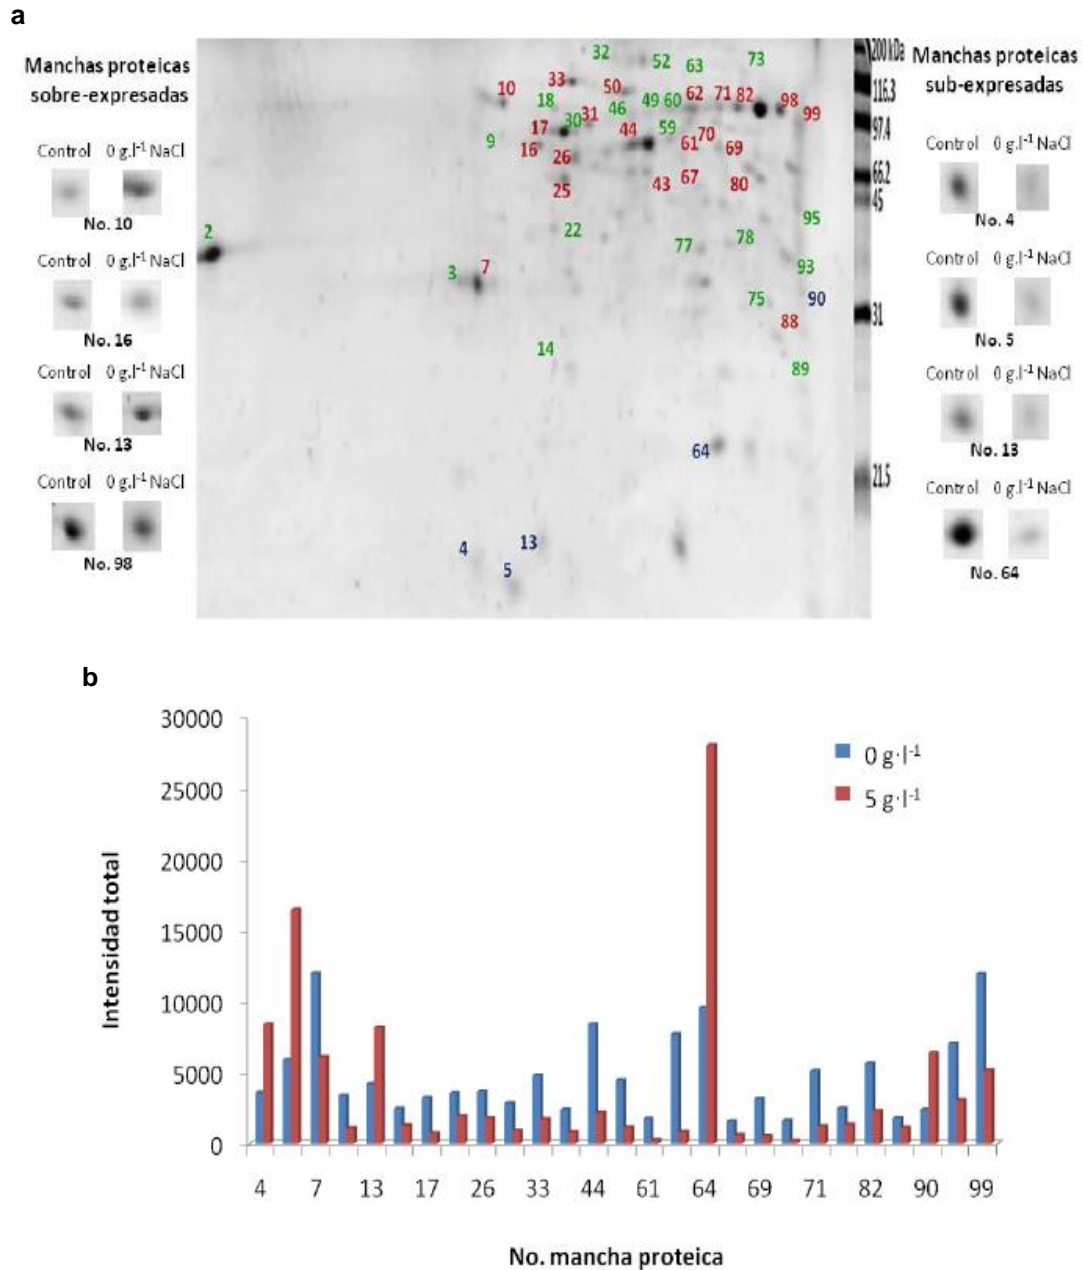 a
Manchas proteicas
sobre-expresadas
Control 0 g.l-1 NaCl
No. 10
Control 0 g.l-1 NaCl
No. 16
Control 0 g.l-1 NaCl
No. 13
Control 0 g.l-1 NaCl
No. 98
32 52 63 73
10 33 50 62 71 82 98 99
18 30 31 46 49 60
9 17 44 59 70
16 26 61 69
25 43 67 80
2 22 77 78 95
3 7 93
75 90
88
14 89
64
4 13
5
200 kDa
116.3
97.4
66.2
45
31
21.5
Manchas proteicas
sub-expresadas
Control 0 g.l-1 NaCl
No. 4
Control 0 g.l-1 NaCl
No. 5
Control 0 g.l-1 NaCl
No. 13
Control 0 g.l-1 NaCl
No. 64
b
Intensidad total
30000
25000
20000
15000
10000
5000
0
0 g·l-1
5 g·l-1
4 7 13 17 26 33 44 61 64 69 71 82 90 99
No. mancha proteica